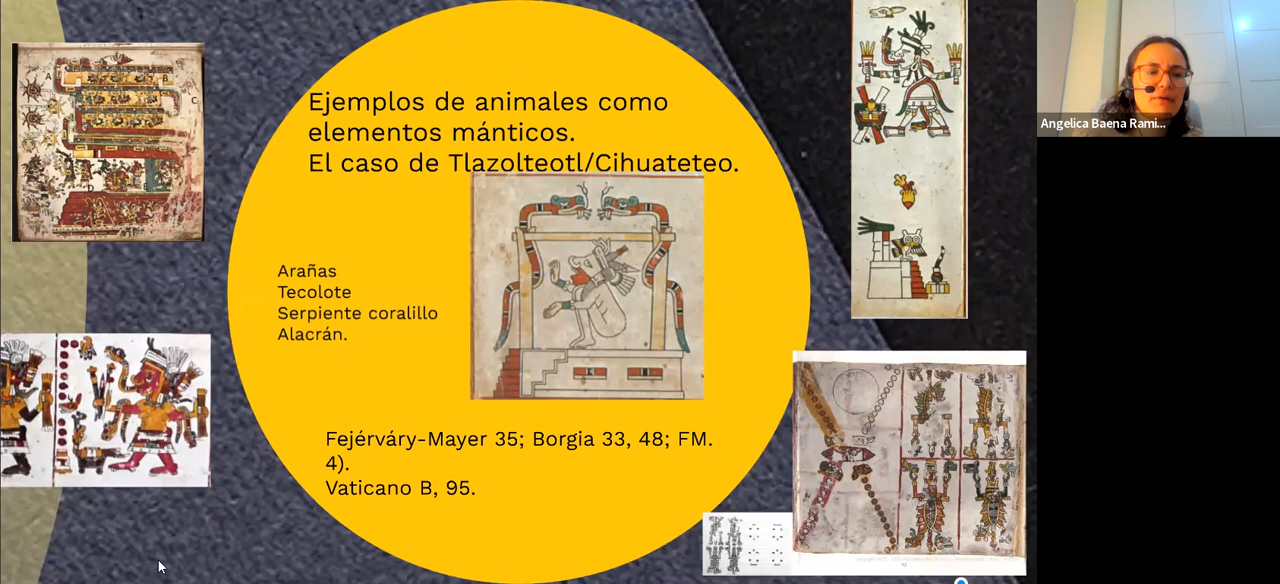 Ejemplos de animales como
elementos mánticos.
El caso de Tlazolteotl/Cihuateteo.
Arañas
Tecolote
Serpiente coralillo
Alacrán.
Fejérváry-Mayer 35; Borgia 33, 48; FM.
4).
Vaticano B, 95.
Angelica Baena Rami...
A
B
C